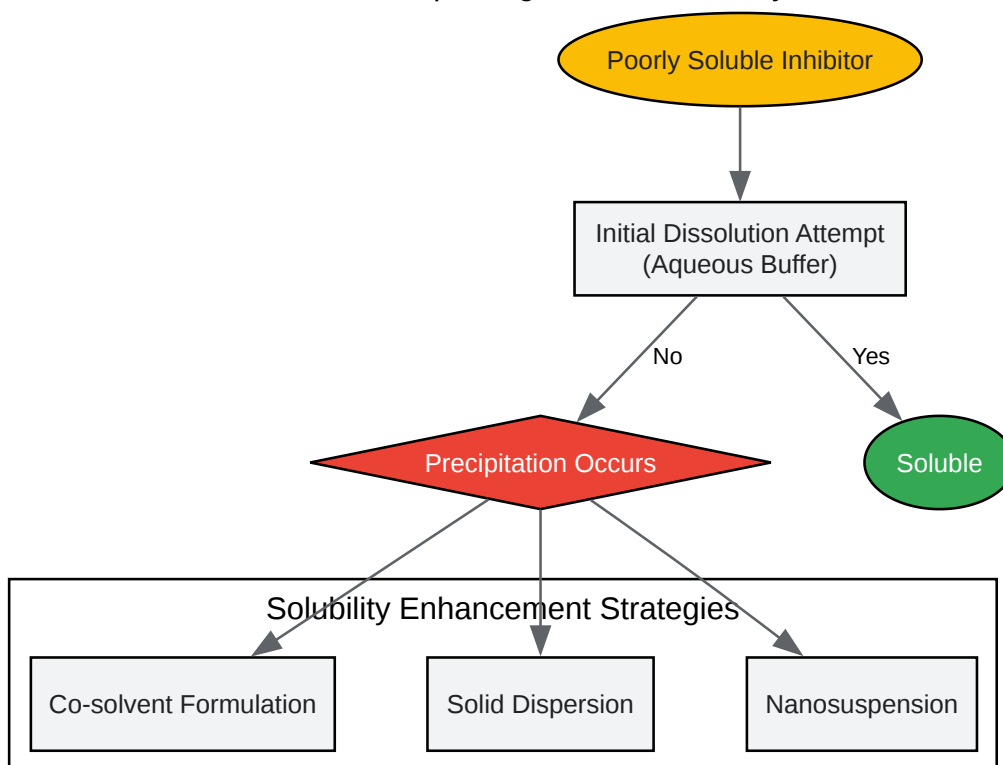 Poorly Soluble Inhibitor
Initial Dissolution Attempt
(Aqueous Buffer)
No
Yes
Precipitation Occurs
Soluble
Solubility Enhancement Strategies
Co-solvent Formulation
Solid Dispersion
Nanosuspension